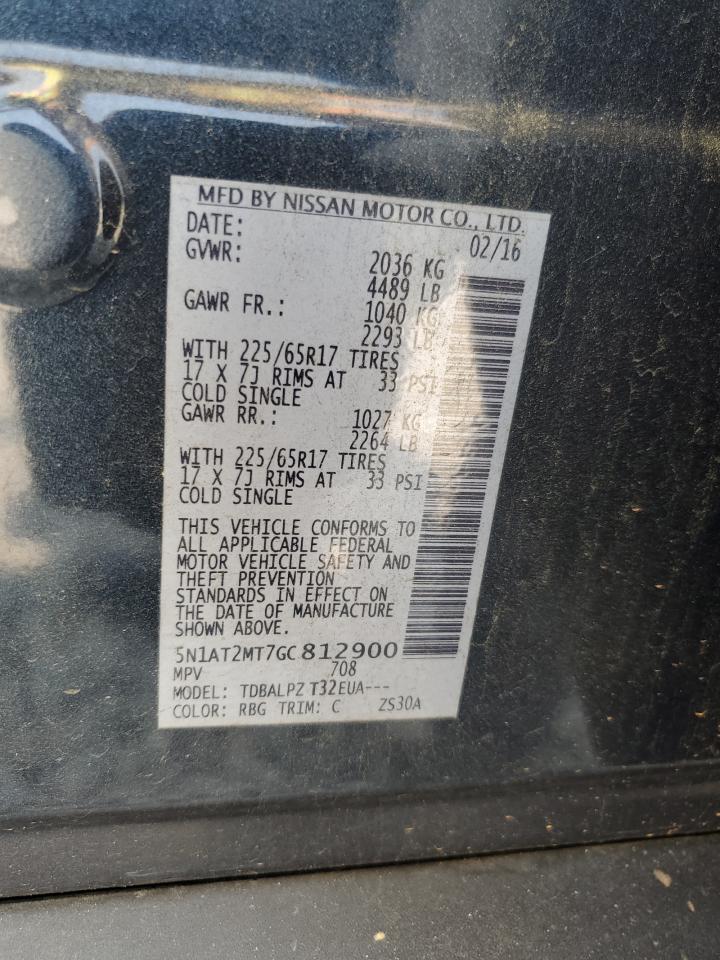 MFD BY NISSAN MOTOR CO., LTD.
DATE: 02/16
GVWR: 2036 KG
4489 LB
GAWR FR.: 1040 KG
2293 LB
WITH 225/65R17 TIRES
17 X 7J RIMS AT 33 PSI
COLD SINGLE
GAWR RR.: 1027 KG
2264 LB
WITH 225/65R17 TIRES
17 X 7J RIMS AT 33 PSI
COLD SINGLE
THIS VEHICLE CONFORMS TO
ALL APPLICABLE FEDERAL
MOTOR VEHICLE SAFETY AND
THEFT PREVENTION
STANDARDS IN EFFECT ON
THE DATE OF MANUFACTURE
SHOWN ABOVE.
5N1AT2MT7GC812900
MPV 708
MODEL: TDBALPZ T32EUA---
COLOR: RBG TRIM: C ZS30A